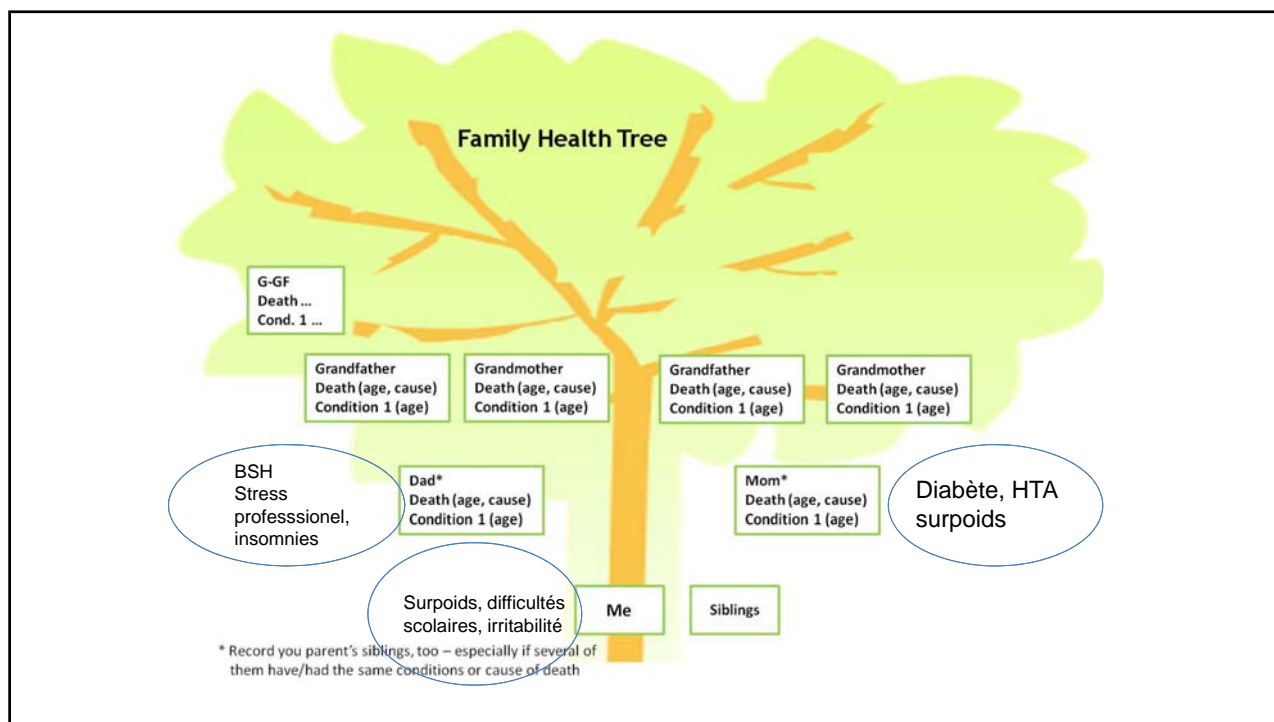 Family Health Tree
G-GF
Death ...
Cond. 1 ...
Grandfather
Death (age, cause)
Condition 1 (age)
Grandmother
Death (age, cause)
Condition 1 (age)
Grandfather
Death (age, cause)
Condition 1 (age)
Grandmother
Death (age, cause)
Condition 1 (age)
BSH
Stress
professsionel,
insomnies
Dad*
Death (age, cause)
Condition 1 (age)
Mom*
Death (age, cause)
Condition 1 (age)
Diabète, HTA
surpoids
Surpoids, difficultés
scolaires, irritabilité
Me
Siblings
* Record you parent's siblings, too – especially if several of
them have/had the same conditions or cause of death